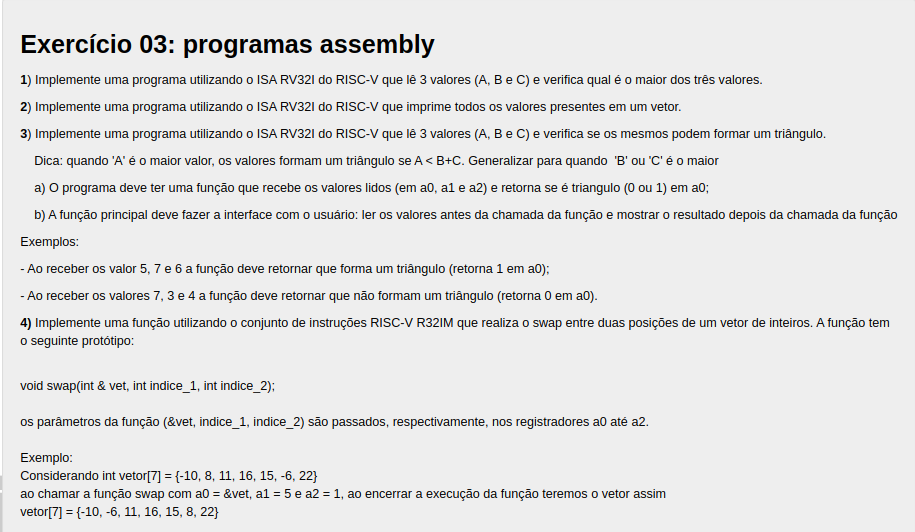 Exercício 03: programas assembly
1) Implemente uma programa utilizando o ISA RV32I do RISC-V que lê 3 valores (A, B e C) e verifica qual é o maior dos três valores.
2) Implemente uma programa utilizando o ISA RV32I do RISC-V que imprime todos os valores presentes em um vetor.
3) Implemente uma programa utilizando o ISA RV32I do RISC-V que lê 3 valores (A, B e C) e verifica se os mesmos podem formar um triângulo.
Dica: quando 'A' é o maior valor, os valores formam um triângulo se A < B+C. Generalizar para quando 'B' ou 'C' é o maior
a) O programa deve ter uma função que recebe os valores lidos (em a0, a1 e a2) e retorna se é triangulo (0 ou 1) em a0;
b) A função principal deve fazer a interface com o usuário: ler os valores antes da chamada da função e mostrar o resultado depois da chamada da função
Exemplos:
- Ao receber os valor 5, 7 e 6 a função deve retornar que forma um triângulo (retorna 1 em a0);
- Ao receber os valores 7, 3 e 4 a função deve retornar que não formam um triângulo (retorna 0 em a0).
4) Implemente uma função utilizando o conjunto de instruções RISC-V R32IM que realiza o swap entre duas posições de um vetor de inteiros. A função tem
o seguinte protótipo:
void swap(int & vet, int indice_1, int indice_2);
os parâmetros da função (&vet, indice_1, indice_2) são passados, respectivamente, nos registradores a0 até a2.
Exemplo:
Considerando int vetor[7] = {-10, 8, 11, 16, 15, -6, 22}
ao chamar a função swap com a0 = &vet, a1 = 5 e a2 = 1, ao encerrar a execução da função teremos o vetor assim
vetor[7] = {-10, -6, 11, 16, 15, 8, 22}